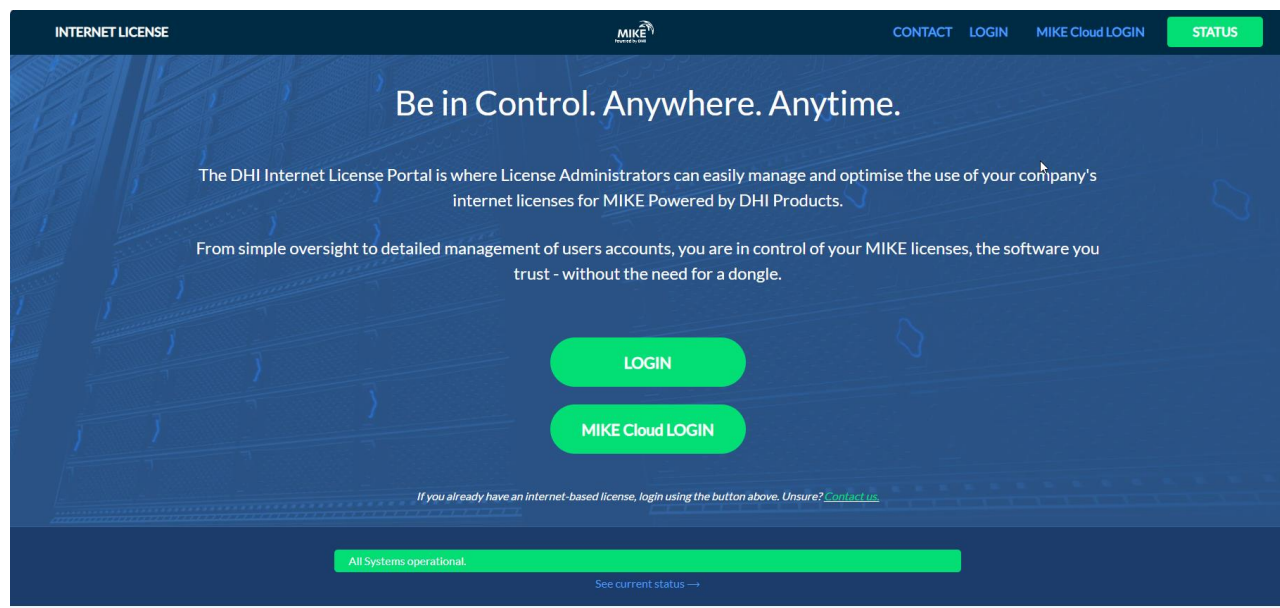 INTERNET LICENSE
MIKE
Powered by DHI
CONTACT
LOGIN
MIKE Cloud LOGIN
STATUS
Be in Control. Anywhere. Anytime.
The DHI Internet License Portal is where License Administrators can easily manage and optimise the use of your company's
internet licenses for MIKE Powered by DHI Products.
From simple oversight to detailed management of users accounts, you are in control of your MIKE licenses, the software you
trust - without the need for a dongle.
LOGIN
MIKE Cloud LOGIN
If you already have an internet-based license, login using the button above. Unsure? Contact us.
All Systems operational.
See current status →